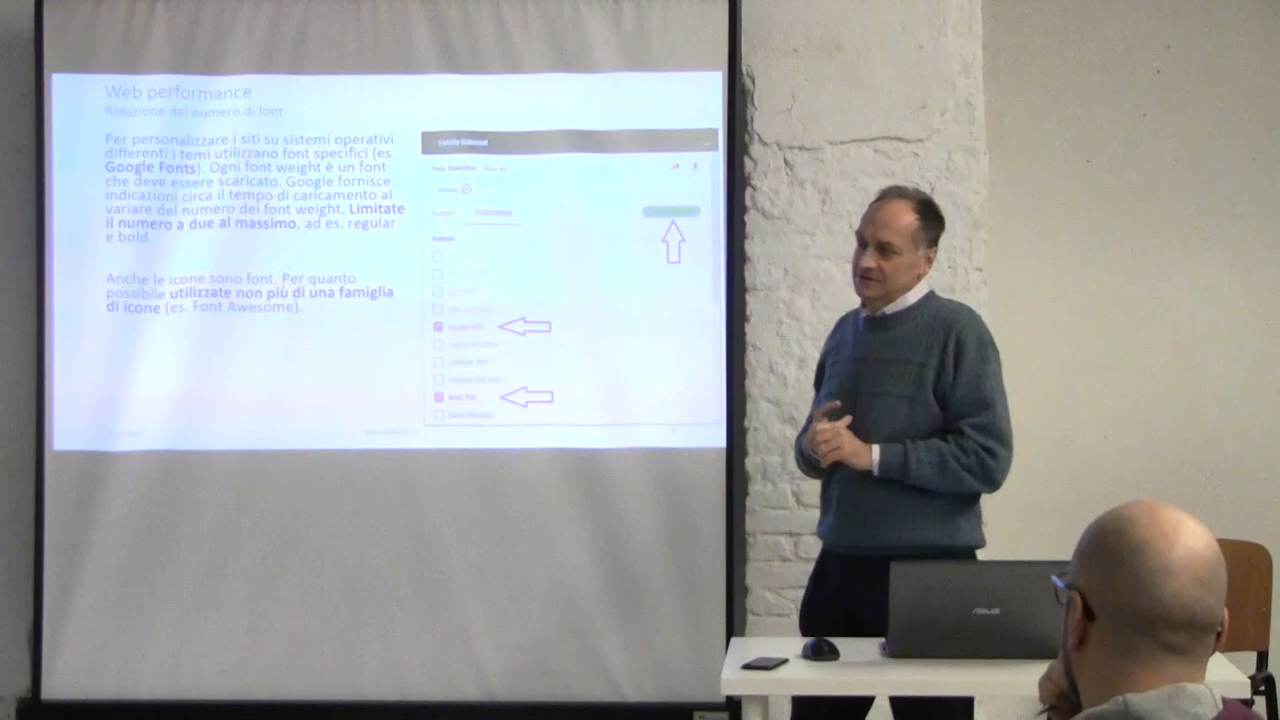 Web performance
Riduzione del numero di font
Per personalizzare i siti su sistemi operativi
differenti i temi utilizzano font specifici (es.
Google Fonts). Ogni font weight è un font
che deve essere scaricato. Google fornisce
indicazioni circa il tempo di caricamento al
variare del numero dei font weight. Limitate
il numero a due al massimo, ad es. regular
e bold
Anche le icone sono font. Per quanto
possibile utilizzate non più di una famiglia
di icone (es. Font Awesome).
Your Selection
CUSTOMIZE
ASUS